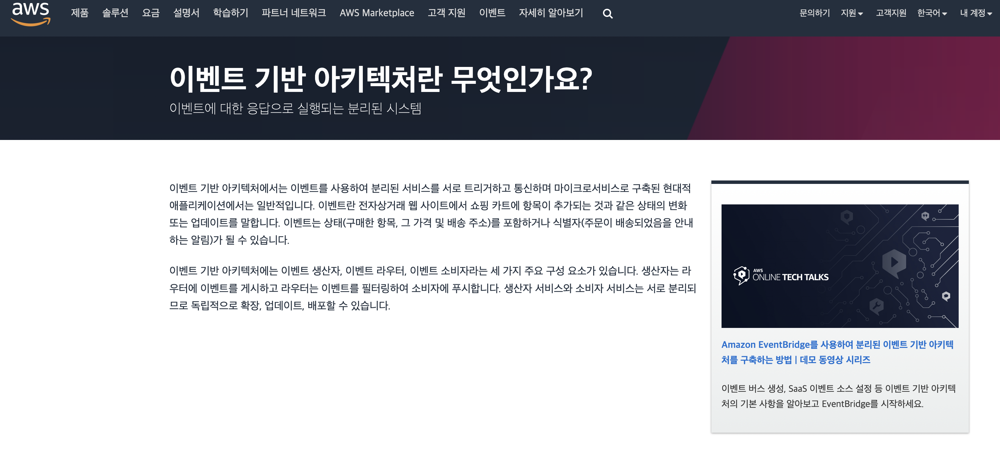 aws
제품 솔루션 요금 설명서 학습하기 파트너 네트워크 AWS Marketplace 고객 지원 이벤트 자세히 알아보기 문의하기 지원 고객지원 한국어 내 계정
이벤트 기반 아키텍처란 무엇인가요?
이벤트에 대한 응답으로 실행되는 분리된 시스템
이벤트 기반 아키텍처에서는 이벤트를 사용하여 분리된 서비스를 서로 트리거하고 통신하며 마이크로서비스로 구축된 현대적
애플리케이션에서는 일반적입니다. 이벤트란 전자상거래 웹 사이트에서 쇼핑 카트에 항목이 추가되는 것과 같은 상태의 변화
또는 업데이트를 말합니다. 이벤트는 상태(구매한 항목, 그 가격 및 배송 주소)를 포함하거나 식별자(주문이 배송되었음을 안내
하는 알림)가 될 수 있습니다.
이벤트 기반 아키텍처에는 이벤트 생산자, 이벤트 라우터, 이벤트 소비자라는 세 가지 주요 구성 요소가 있습니다. 생산자는 라
우터에 이벤트를 게시하고 라우터는 이벤트를 필터링하여 소비자에 푸시합니다. 생산자 서비스와 소비자 서비스는 서로 분리되
므로 독립적으로 확장, 업데이트, 배포할 수 있습니다.
AWS
ONLINE TECH TALKS
Amazon EventBridge를 사용하여 분리된 이벤트 기반 아키텍
처를 구축하는 방법 | 데모 동영상 시리즈
이벤트 버스 생성, SaaS 이벤트 소스 설정 등 이벤트 기반 아키텍
처의 기본 사항을 알아보고 EventBridge를 시작하세요.